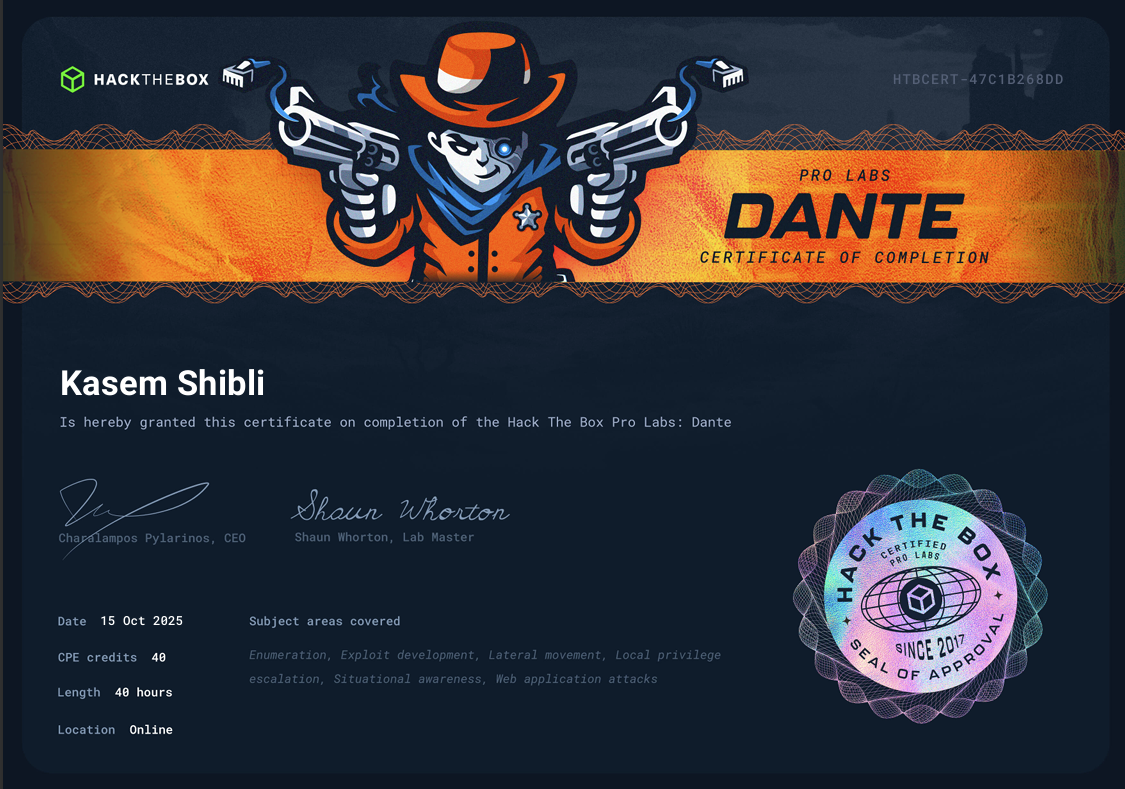 HACKTHEBOX
HTBCERT-47C1B268DD
PRO LABS
DANTE
CERTIFICATE OF COMPLETION
Kasem Shibli
Is hereby granted this certificate on completion of the Hack The Box Pro Labs: Dante
Shaun Whorton
Charalampos Pylarinos, CEO
Shaun Whorton, Lab Master
Date 15 Oct 2025
CPE credits 40
Length 40 hours
Location Online
Subject areas covered
Enumeration, Exploit development, Lateral movement, Local privilege
escalation, Situational awareness, Web application attacks
HACK THE BOX
CERTIFIED
PRO LABS
SINCE 2017
SEAL OF APPROVAL